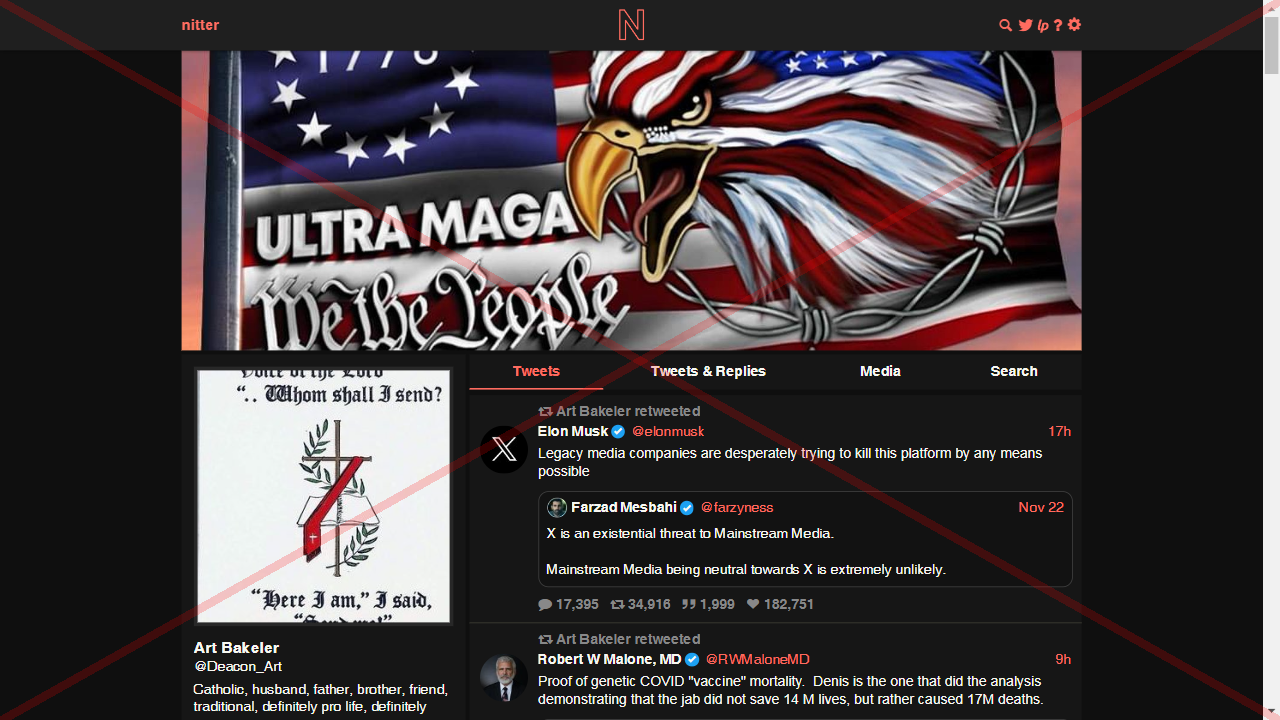 nitter
N
lp ?
1776
ULTRA MAGA
We the People
Voice of the Lord
“.. Whom shall I send?
“Here I am,” I said,
“Send me!”
Art Bakeler
@Deacon_Art
Catholic, husband, father, brother, friend,
traditional, definitely pro life, definitely
Tweets
Tweets & Replies
Media
Search
Art Bakeler retweeted
Elon Musk @elonmusk 17h
Legacy media companies are desperately trying to kill this platform by any means
possible
Farzad Mesbahi @farzyness Nov 22
X is an existential threat to Mainstream Media.
Mainstream Media being neutral towards X is extremely unlikely.
17,395 34,916 1,999 182,751
Art Bakeler retweeted
Robert W Malone, MD @RWMaloneMD 9h
Proof of genetic COVID "vaccine" mortality. Denis is the one that did the analysis
demonstrating that the jab did not save 14 M lives, but rather caused 17M deaths.